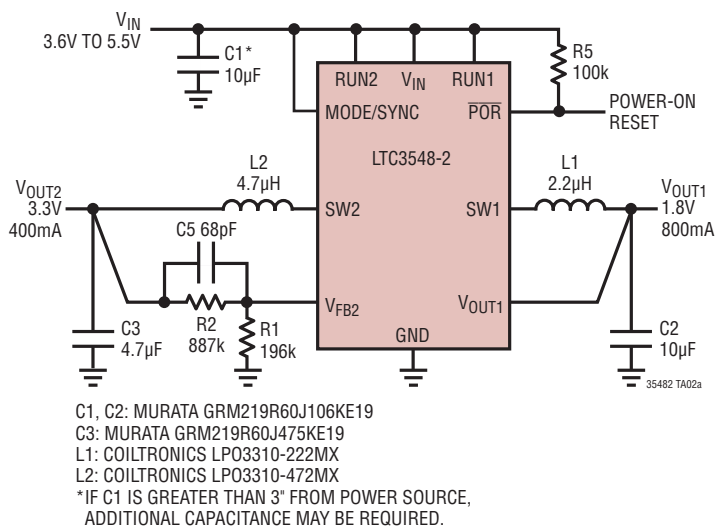 VIN
3.6V TO 5.5V
C1*
10µF
RUN2
VIN
RUN1
R5
100k
MODE/SYNC
POR
POWER-ON
RESET
LTC3548-2
L2
4.7µH
L1
2.2µH
VOUT2
3.3V
400mA
SW2
SW1
VOUT1
1.8V
800mA
C5 68pF
VFB2
VOUT1
R2
887k
R1
196k
C3
4.7µF
GND
C2
10µF
35482 TA02a
C1, C2: MURATA GRM219R60J106KE19
C3: MURATA GRM219R60J475KE19
L1: COILTRONICS LPO3310-222MX
L2: COILTRONICS LPO3310-472MX
*IF C1 IS GREATER THAN 3" FROM POWER SOURCE,
ADDITIONAL CAPACITANCE MAY BE REQUIRED.